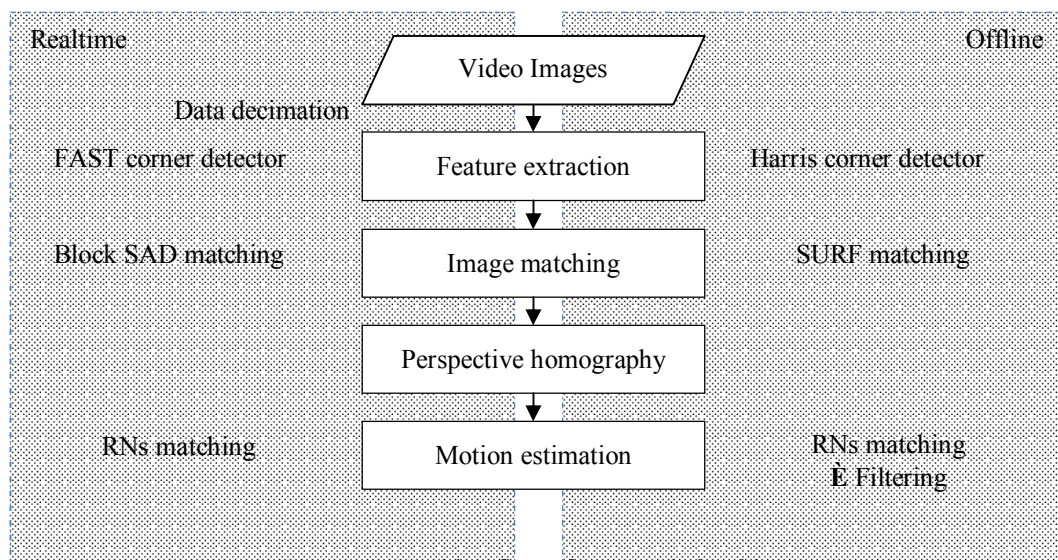 Realtime
Offline
Video Images
Data decimation
FAST corner detector
Feature extraction
Harris corner detector
Block SAD matching
Image matching
SURF matching
Perspective homography
RNs matching
Motion estimation
RNs matching
È Filtering